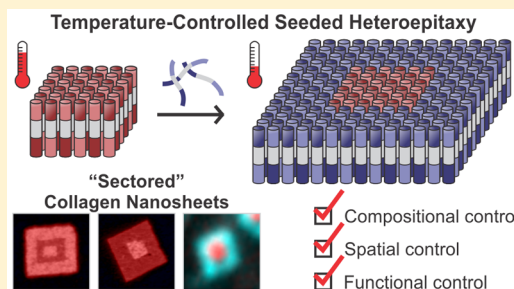 Temperature-Controlled Seeded Heteroepitaxy
"Sectored"
Collagen Nanosheets
Compositional contro
Spatial control
Functional control